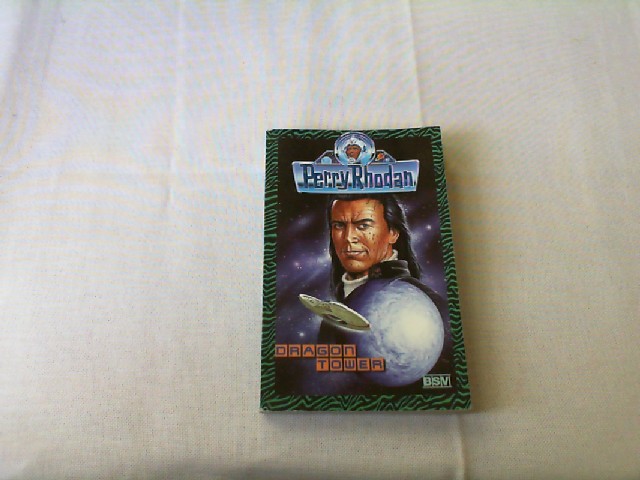 Perry Rhodan
DRAGON
TOWER
BSV